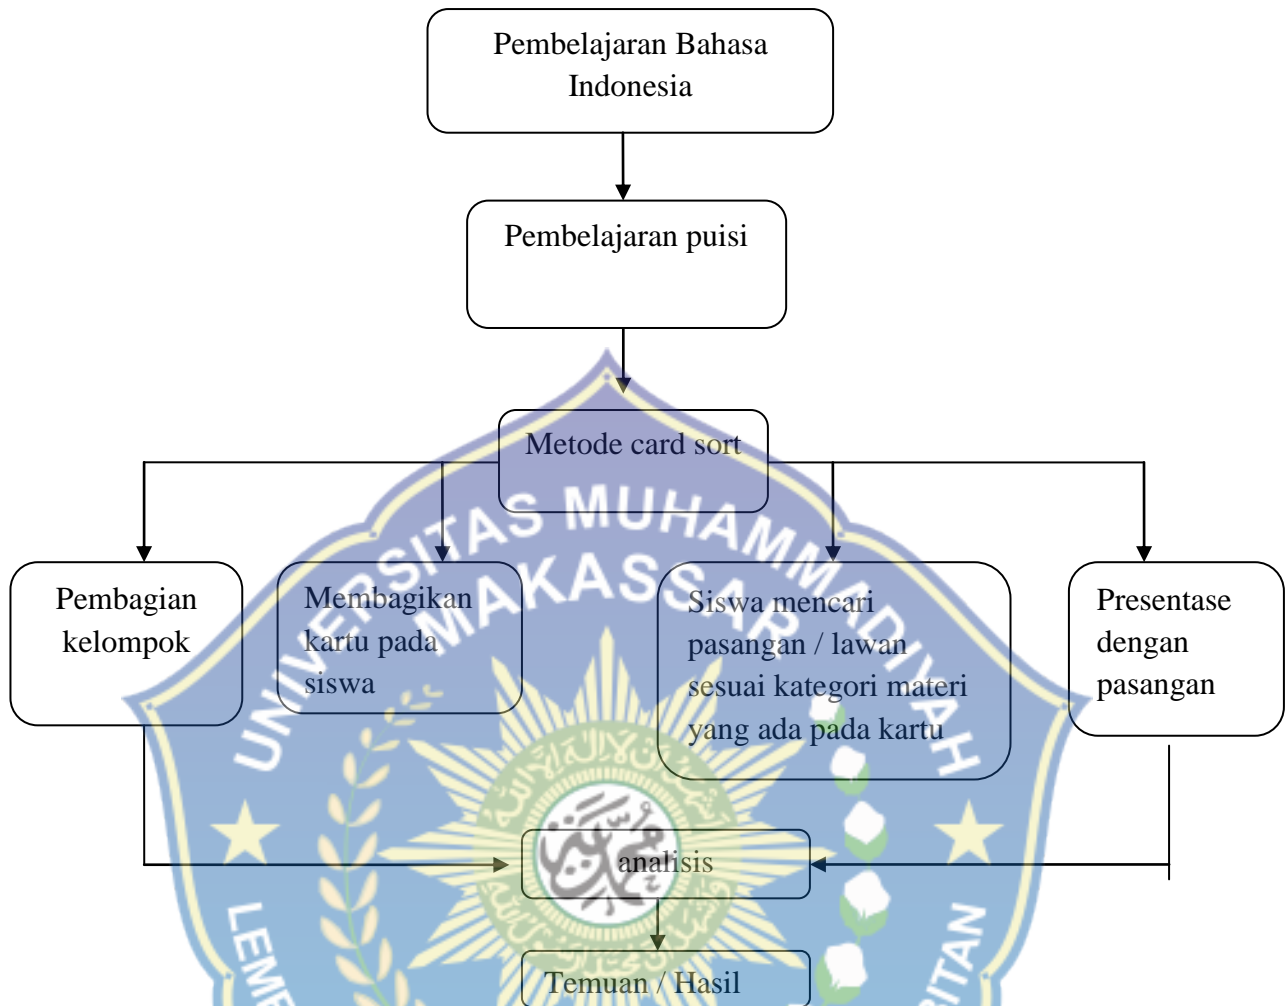 Pembelajaran Bahasa
Indonesia
Pembelajaran puisi
Metode card sort
Pembagian
kelompok
Membagikan
kartu pada
siswa
Siswa mencari
pasangan / lawan
sesuai kategori materi
yang ada pada kartu
Presentase
dengan
pasangan
analisis
Temuan / Hasil
UNIVERSITAS MUHAMMADIYAH
MAKASSAR